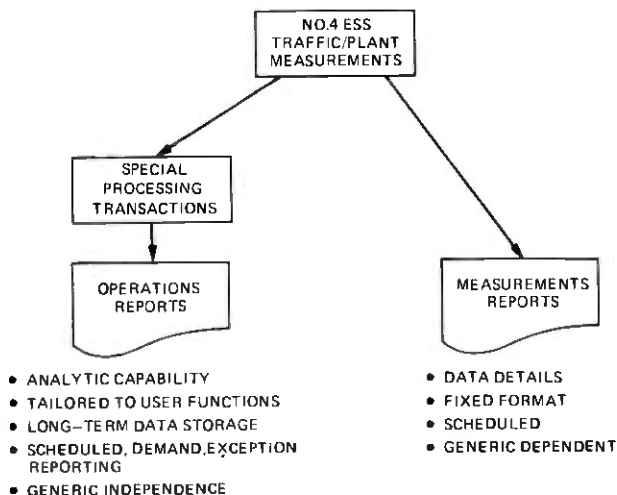 NO.4 ESS
TRAFFIC/PLANT
MEASUREMENTS
SPECIAL
PROCESSING
TRANSACTIONS
OPERATIONS
REPORTS
• ANALYTIC CAPABILITY
• TAILORED TO USER FUNCTIONS
• LONG–TERM DATA STORAGE
• SCHEDULED, DEMAND, EXCEPTION
REPORTING
• GENERIC INDEPENDENCE
MEASUREMENTS
REPORTS
• DATA DETAILS
• FIXED FORMAT
• SCHEDULED
• GENERIC DEPENDENT